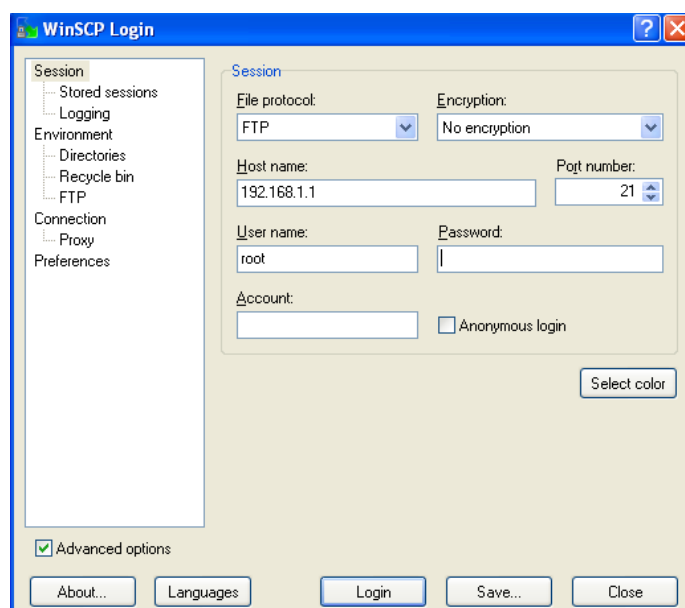 WinSCP Login
Session
Stored sessions
Logging
Environment
Directories
Recycle bin
FTP
Connection
Proxy
Preferences
Session
File protocol: Encryption:
FTP No encryption
Host name: Port number:
192.168.1.1 21
User name: Password:
root
Account:
Anonymous login
Select color
Advanced options
About... Languages Login Save... Close